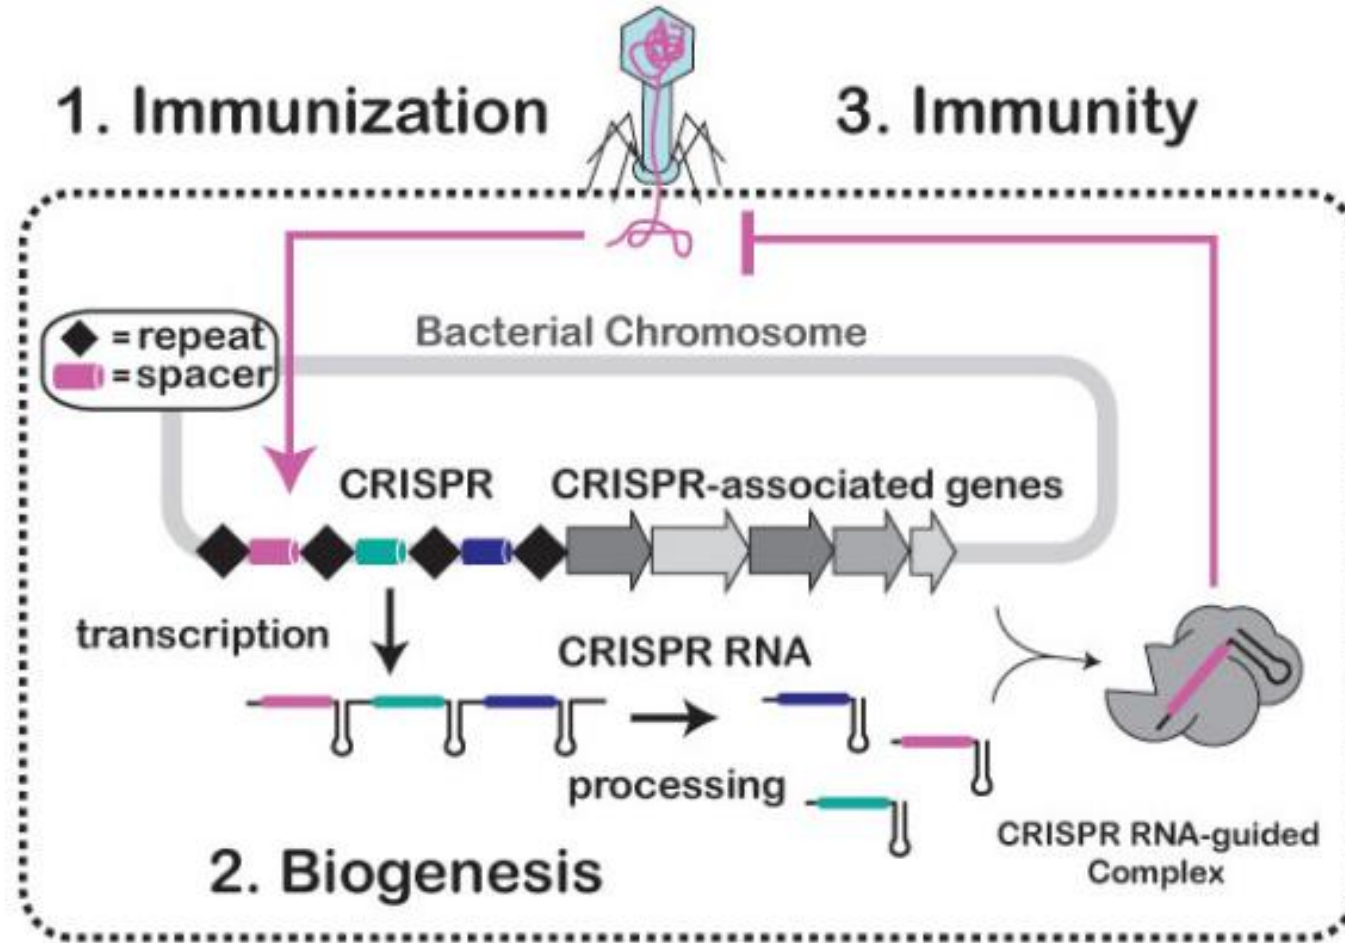 1. Immunization
3. Immunity
= repeat
= spacer
Bacterial Chromosome
CRISPR
CRISPR-associated genes
transcription
CRISPR RNA
processing
CRISPR RNA-guided
Complex
2. Biogenesis